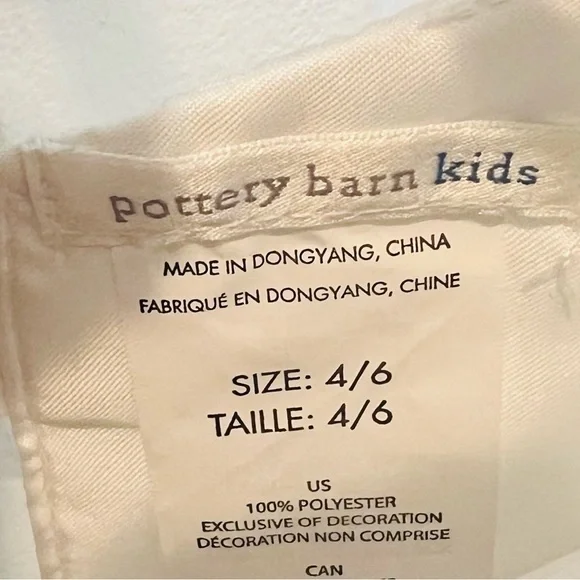 pottery barn kids
MADE IN DONGYANG, CHINA
FABRIQUÉ EN DONGYANG, CHINE
SIZE: 4/6
TAILLE: 4/6
US
100% POLYESTER
EXCLUSIVE OF DECORATION
DÉCORATION NON COMPRISE
CAN